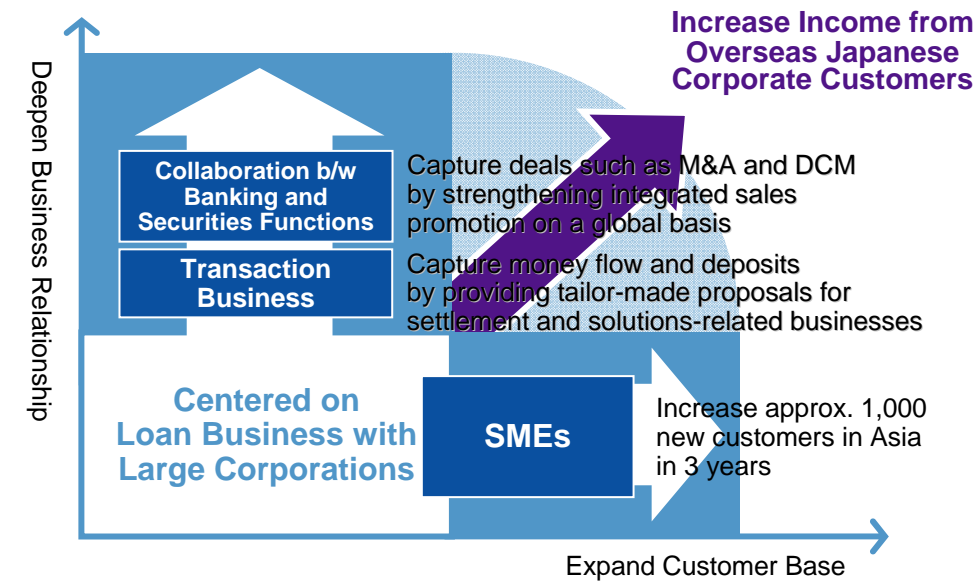 Increase Income from
Overseas Japanese
Corporate Customers
Deepen Business Relationship
Collaboration b/w
Banking and
Securities Functions
Capture deals such as M&A and DCM
by strengthening integrated sales
promotion on a global basis
Transaction
Business
Capture money flow and deposits
by providing tailor-made proposals for
settlement and solutions-related businesses
Centered on
Loan Business with
Large Corporations
SMEs
Increase approx. 1,000
new customers in Asia
in 3 years
Expand Customer Base